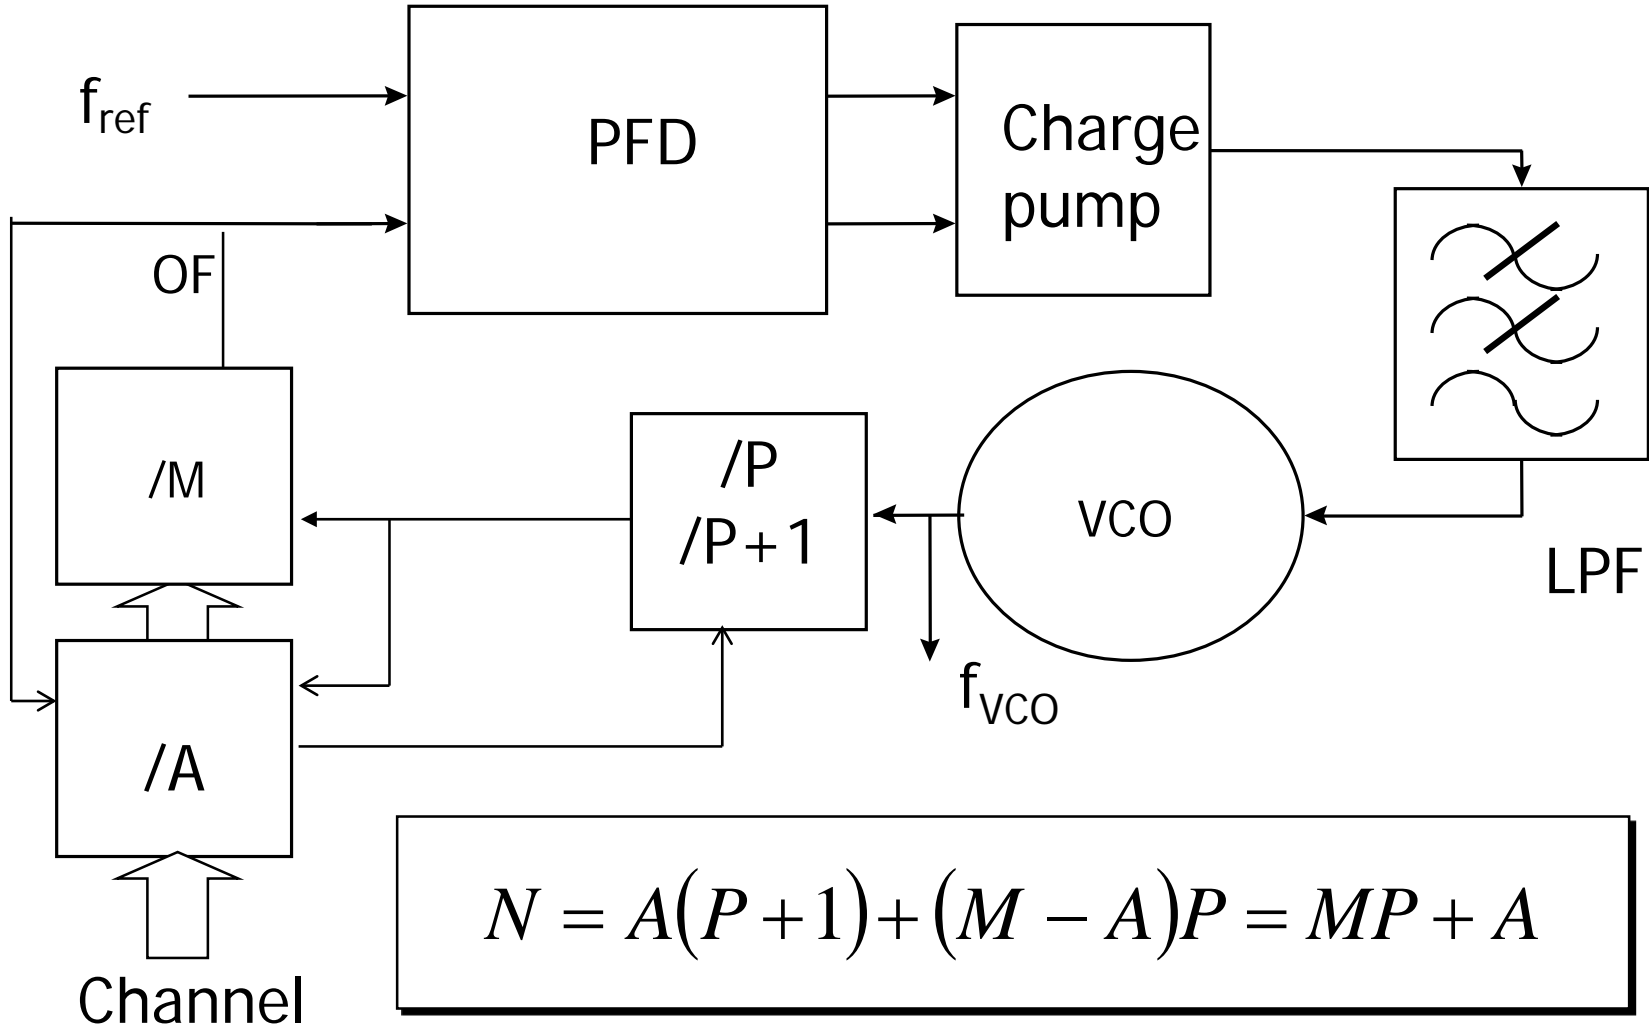 f_ref
PFD
Charge
pump
OF
/M
/P
/P+1
VCO
LPF
f_VCO
/A
N = A(P + 1) + (M − A)P = MP + A
Channel